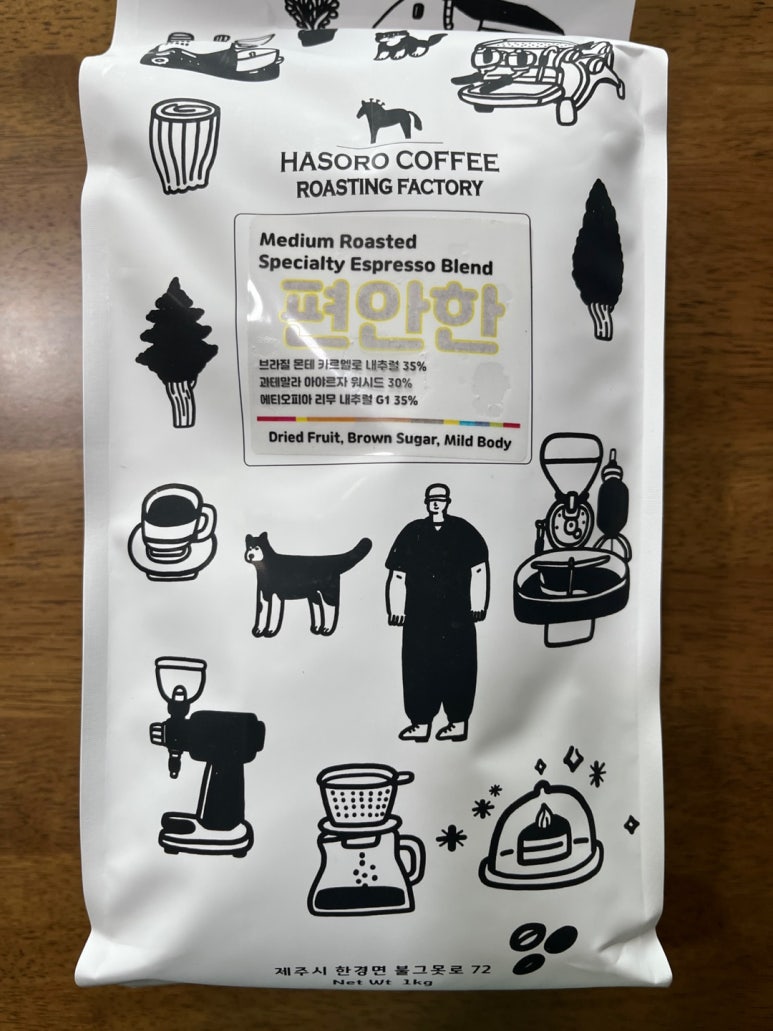 HASORO COFFEE
ROASTING FACTORY
Medium Roasted
Specialty Espresso Blend
편안한
브라질 몬테 카르멜로 내추럴 35%
과테말라 아야르자 워시드 30%
에티오피아 리무 내추럴 G1 35%
Dried Fruit, Brown Sugar, Mild Body
제주시 한경면 불그못로 72
Net Wt 1kg